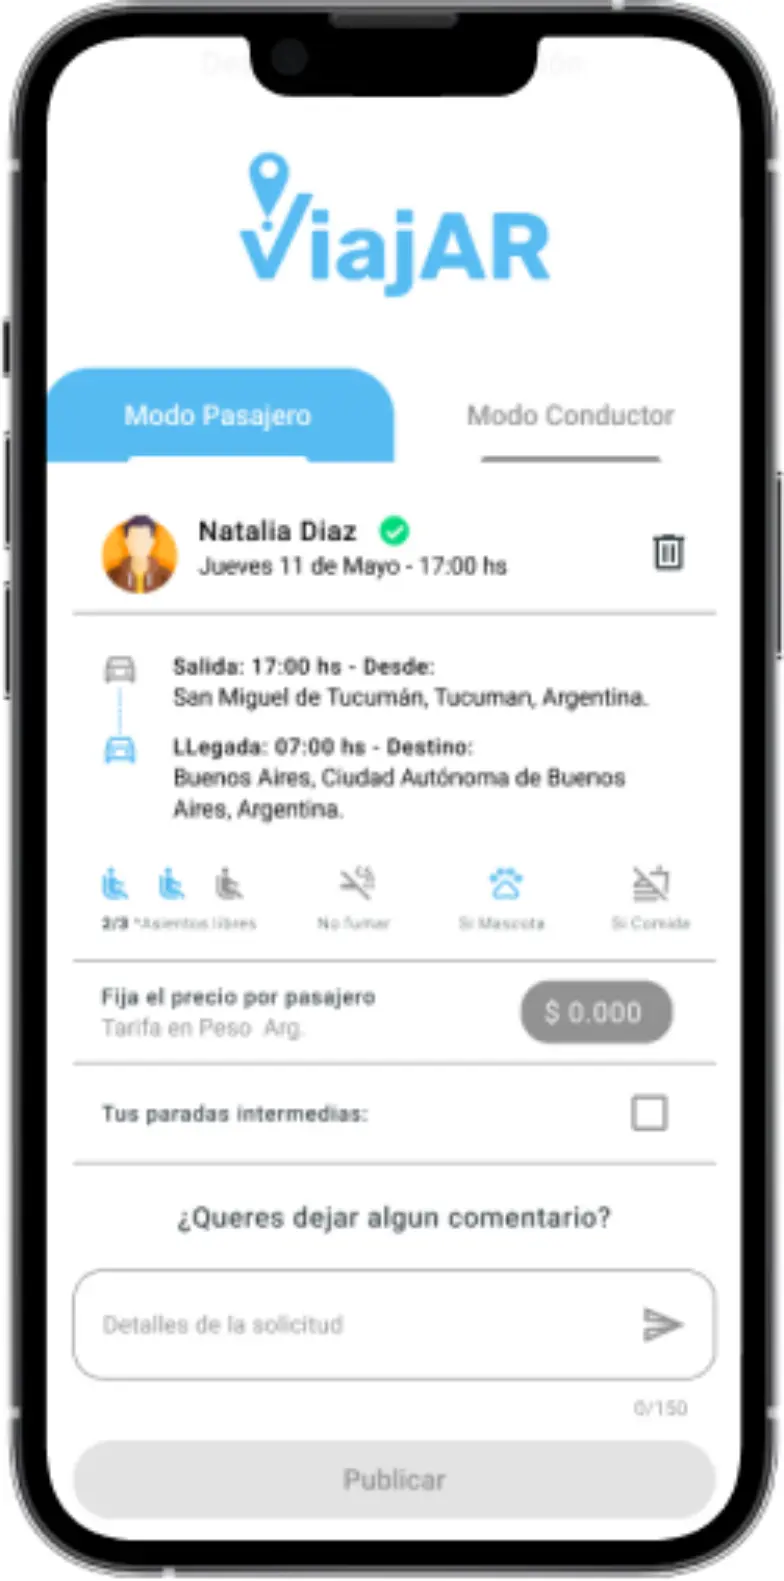 ViajAR
Modo Pasajero
Modo Conductor
Natalia Diaz
Jueves 11 de Mayo - 17:00 hs
Salida: 17:00 hs - Desde:
San Miguel de Tucumán, Tucuman, Argentina.
LLegada: 07:00 hs - Destino:
Buenos Aires, Ciudad Autónoma de Buenos
Aires, Argentina.
2/3 *Asientos libres
No fumar
Si Mascota
Si Comida
Fija el precio por pasajero
Tarifa en Peso Arg.
$ 0.000
Tus paradas intermedias:
¿Queres dejar algun comentario?
Detalles de la solicitud
0/150
Publicar